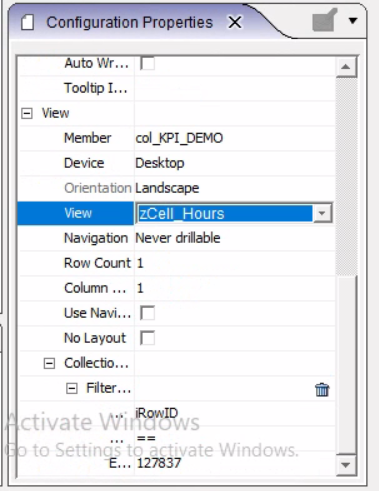 Configuration Properties
Auto Wr...
Tooltip I...
View
Member col_KPI_DEMO
Device Desktop
Orientation Landscape
View zCell_Hours
Navigation Never drillable
Row Count 1
Column ... 1
Use Navi...
No Layout
Collectio...
Filter...
... iRowID
... ==
E... 127837
Activate Windows
Go to Settings to activate Windows.